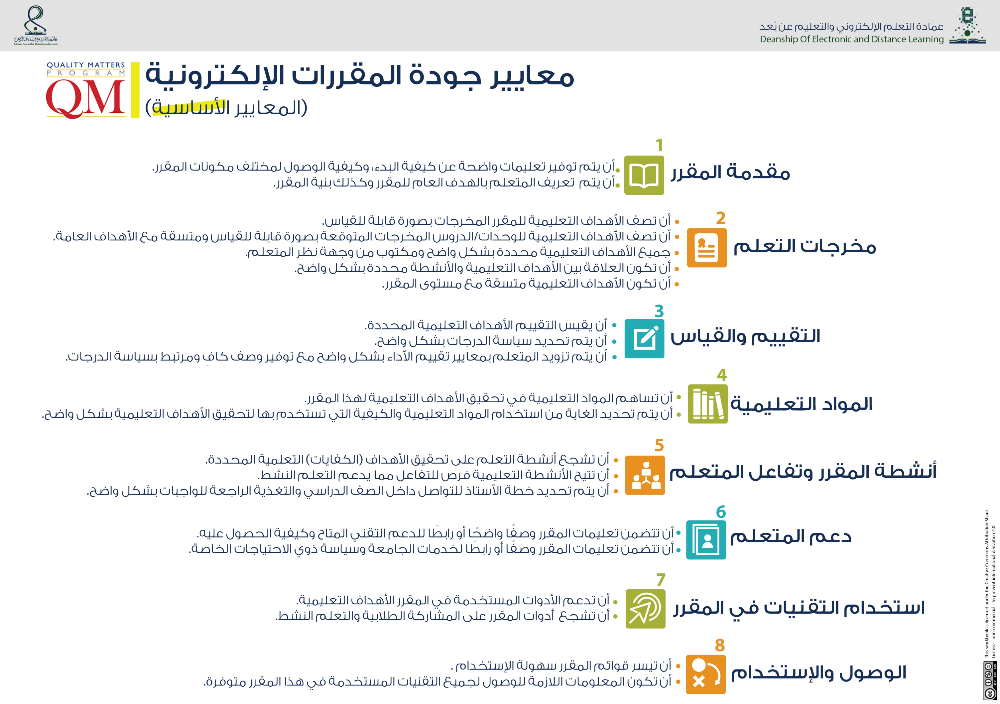 عمادة التعلم الإلكتروني والتعليم عن بُعد
Deanship Of Electronic and Distance Learning
جامعة الأميرة نورة بنت عبدالرحمن
Princess Nourah Bint Abdulrahman University
QUALITY MATTERS
PROGRAM
QM
معايير جودة المقررات الإلكترونية
(المعايير الأساسية)
1
مقدمة المقرر
أن يتم توفير تعليمات واضحة عن كيفية البدء، وكيفية الوصول لمختلف مكونات المقرر.
أن يتم تعريف المتعلم بالهدف العام للمقرر وكذلك بنية المقرر.
2
مخرجات التعلم
• أن تصف الأهداف التعليمية للمقرر المخرجات بصورة قابلة للقياس.
• أن تصف الأهداف التعليمية للوحدات/الدروس المخرجات المتوقعة بصورة قابلة للقياس ومتسقة مع الأهداف العامة.
• جميع الأهداف التعليمية محددة بشكل واضح ومكتوب من وجهة نظر المتعلم.
• أن تكون العلاقة بين الأهداف التعليمية والأنشطة محددة بشكل واضح.
• أن تكون الأهداف التعليمية متسقة مع مستوى المقرر.
3
التقييم والقياس
• أن يقيس التقييم الأهداف التعليمية المحددة.
• أن يتم تحديد سياسة الدرجات بشكل واضح.
• أن يتم تزويد المتعلم بمعايير تقييم الأداء بشكل واضح مع توفير وصف كافٍ ومرتبط بسياسة الدرجات.
4
المواد التعليمية
• أن تساهم المواد التعليمية في تحقيق الأهداف التعليمية لهذا المقرر.
• أن يتم تحديد الغاية من استخدام المواد التعليمية والكيفية التي تستخدم بها لتحقيق الأهداف التعليمية بشكل واضح.
5
أنشطة المقرر وتفاعل المتعلم
• أن تشجع أنشطة التعلم على تحقيق الأهداف (الكفايات) التعلمية المحددة.
• أن تتيح الأنشطة التعليمية فرص للتفاعل مما يدعم التعلم النشط.
• أن يتم تحديد خطة الأستاذ للتواصل داخل الصف الدراسي والتغذية الراجعة للواجبات بشكل واضح.
6
دعم المتعلم
• أن تتضمن تعليمات المقرر وصفًا واضحًا أو رابطًا للدعم التقني المتاح وكيفية الحصول عليه.
• أن تتضمن تعليمات المقرر وصفًا أو رابطًا لخدمات الجامعة وسياسة ذوي الاحتياجات الخاصة.
7
استخدام التقنيات في المقرر
• أن تدعم الأدوات المستخدمة في المقرر الأهداف التعليمية.
• أن تشجع أدوات المقرر على المشاركة الطلابية والتعلم النشط.
8
الوصول والإستخدام
• أن تيسر قوائم المقرر سهولة الإستخدام .
• أن تكون المعلومات اللازمة للوصول لجميع التقنيات المستخدمة في هذا المقرر متوفرة.
This workbook is licensed under the Creative Commons Attribution Share
License - non-commercial - to prevent international derivation 4.0.
cc BY NC ND